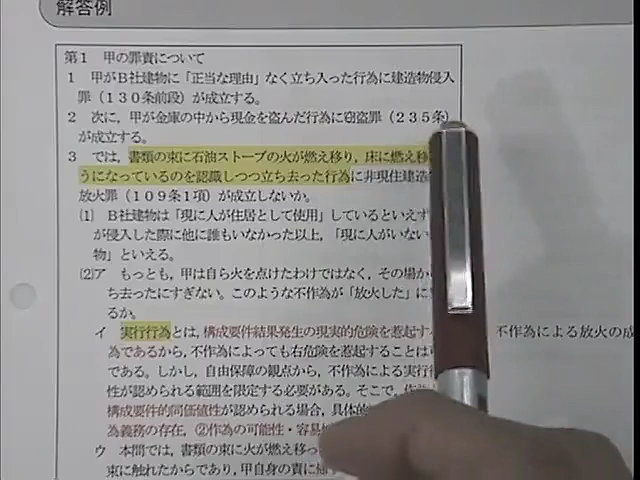 解答例
第1 甲の罪責について
1 甲がB社建物に「正当な理由」なく立ち入った行為に建造物侵入
罪（130条前段）が成立する。
2 次に，甲が金庫の中から現金を盗んだ行為に窃盗罪（235条）
が成立する。
3 では，書類の束に石油ストーブの火が燃え移り，床に燃え移
うになっているのを認識しつつ立ち去った行為に非現住建造
放火罪（109条1項）が成立しないか。
(1) B社建物は「現に人が住居として使用」しているといえず
が侵入した際に他に誰もいなかった以上，「現に人がいない
物」といえる。
(2)ア もっとも，甲は自ら火を点けたわけではなく，その場か
ち去ったにすぎない。このような不作為が「放火した」に
るか。
イ 実行行為とは，構成要件結果発生の現実的危険を惹起す 不作為による放火の成
為であるから，不作為によっても右危険を惹起することは
である。しかし，自由保障の観点から，不作為による実行
性が認められる範囲を限定する必要がある。そこで，
構成要件的同価値性が認められる場合，具体的
為義務の存在，②作為の可能性・容易
ウ 本問では，書類の束に火が燃え移っ
束に触れたからであり，甲自身の責に帰